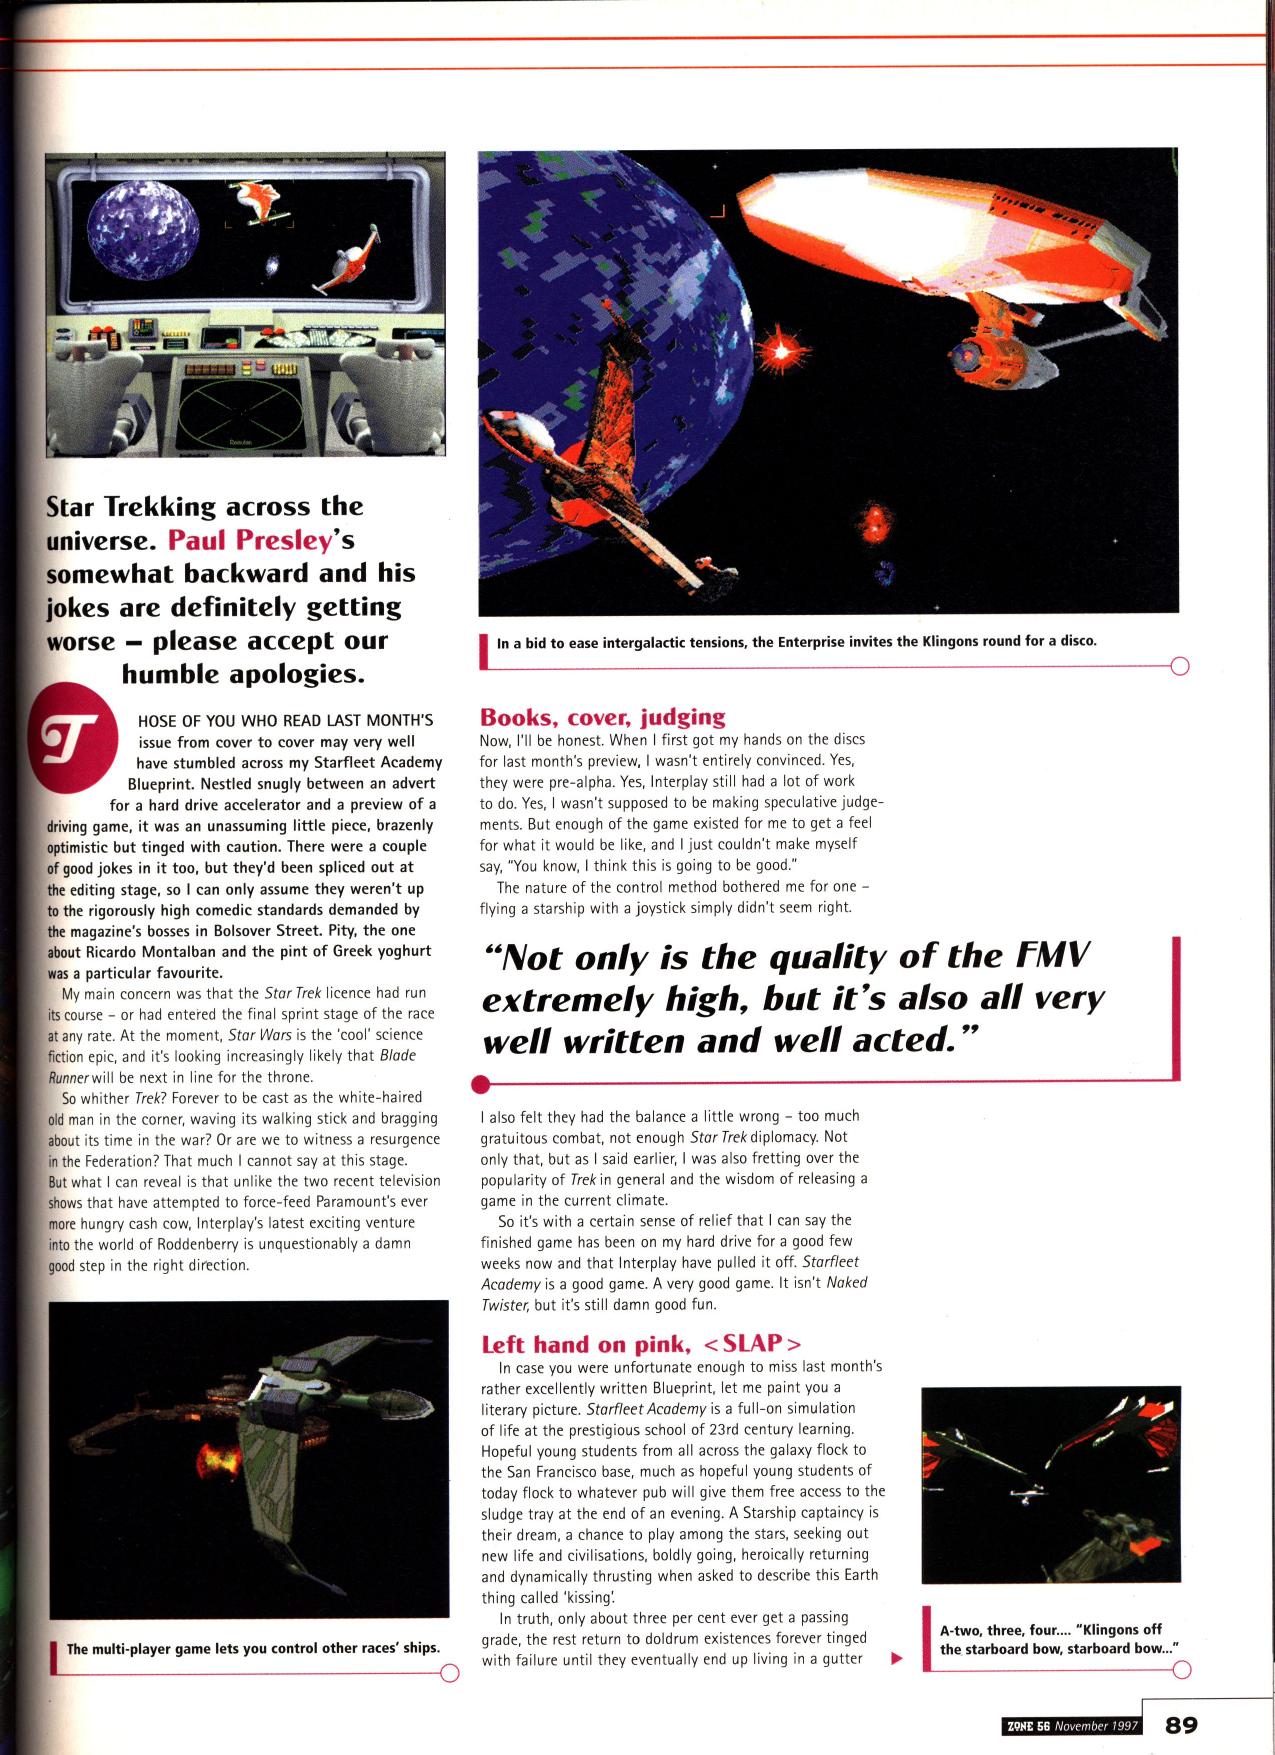 Romulan
Star Trekking across the
universe. Paul Presley's
somewhat backward and his
jokes are definitely getting
worse – please accept our
humble apologies.
THOSE OF YOU WHO READ LAST MONTH'S
issue from cover to cover may very well
have stumbled across my Starfleet Academy
Blueprint. Nestled snugly between an advert
for a hard drive accelerator and a preview of a
driving game, it was an unassuming little piece, brazenly
optimistic but tinged with caution. There were a couple
of good jokes in it too, but they'd been spliced out at
the editing stage, so I can only assume they weren't up
to the rigorously high comedic standards demanded by
the magazine's bosses in Bolsover Street. Pity, the one
about Ricardo Montalban and the pint of Greek yoghurt
was a particular favourite.
My main concern was that the Star Trek licence had run
its course – or had entered the final sprint stage of the race
at any rate. At the moment, Star Wars is the 'cool' science
fiction epic, and it's looking increasingly likely that Blade
Runner will be next in line for the throne.
So whither Trek? Forever to be cast as the white-haired
old man in the corner, waving its walking stick and bragging
about its time in the war? Or are we to witness a resurgence
in the Federation? That much I cannot say at this stage.
But what I can reveal is that unlike the two recent television
shows that have attempted to force-feed Paramount's ever
more hungry cash cow, Interplay's latest exciting venture
into the world of Roddenberry is unquestionably a damn
good step in the right direction.
The multi-player game lets you control other races' ships.
In a bid to ease intergalactic tensions, the Enterprise invites the Klingons round for a disco.
Books, cover, judging
Now, I'll be honest. When I first got my hands on the discs
for last month's preview, I wasn't entirely convinced. Yes,
they were pre-alpha. Yes, Interplay still had a lot of work
to do. Yes, I wasn't supposed to be making speculative judge-
ments. But enough of the game existed for me to get a feel
for what it would be like, and I just couldn't make myself
say, "You know, I think this is going to be good."
The nature of the control method bothered me for one –
flying a starship with a joystick simply didn't seem right.
"Not only is the quality of the FMV
extremely high, but it's also all very
well written and well acted."
I also felt they had the balance a little wrong – too much
gratuitous combat, not enough Star Trek diplomacy. Not
only that, but as I said earlier, I was also fretting over the
popularity of Trek in general and the wisdom of releasing a
game in the current climate.
So it's with a certain sense of relief that I can say the
finished game has been on my hard drive for a good few
weeks now and that Interplay have pulled it off. Starfleet
Academy is a good game. A very good game. It isn't Naked
Twister, but it's still damn good fun.
Left hand on pink, <SLAP>
In case you were unfortunate enough to miss last month's
rather excellently written Blueprint, let me paint you a
literary picture. Starfleet Academy is a full-on simulation
of life at the prestigious school of 23rd century learning.
Hopeful young students from all across the galaxy flock to
the San Francisco base, much as hopeful young students of
today flock to whatever pub will give them free access to the
sludge tray at the end of an evening. A Starship captaincy is
their dream, a chance to play among the stars, seeking out
new life and civilisations, boldly going, heroically returning
and dynamically thrusting when asked to describe this Earth
thing called 'kissing'.
In truth, only about three per cent ever get a passing
grade, the rest return to doldrum existences forever tinged
with failure until they eventually end up living in a gutter
A-two, three, four.... "Klingons off
the starboard bow, starboard bow..."
ZONE 56 November 1997 89